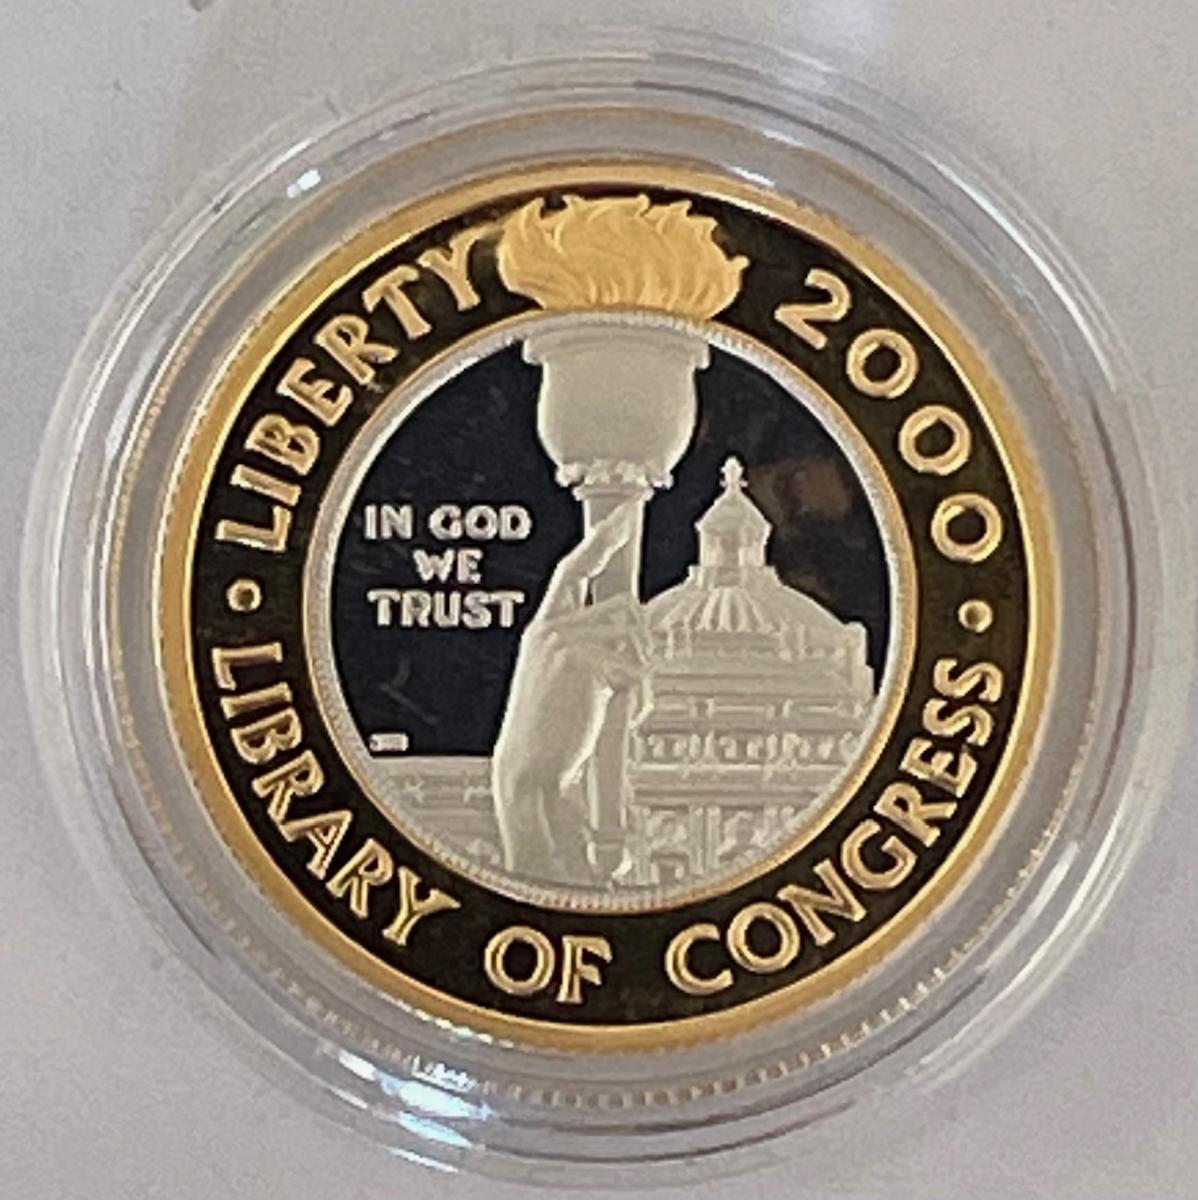 LIBERTY
2000
IN GOD
WE
TRUST
LIBRARY OF CONGRESS